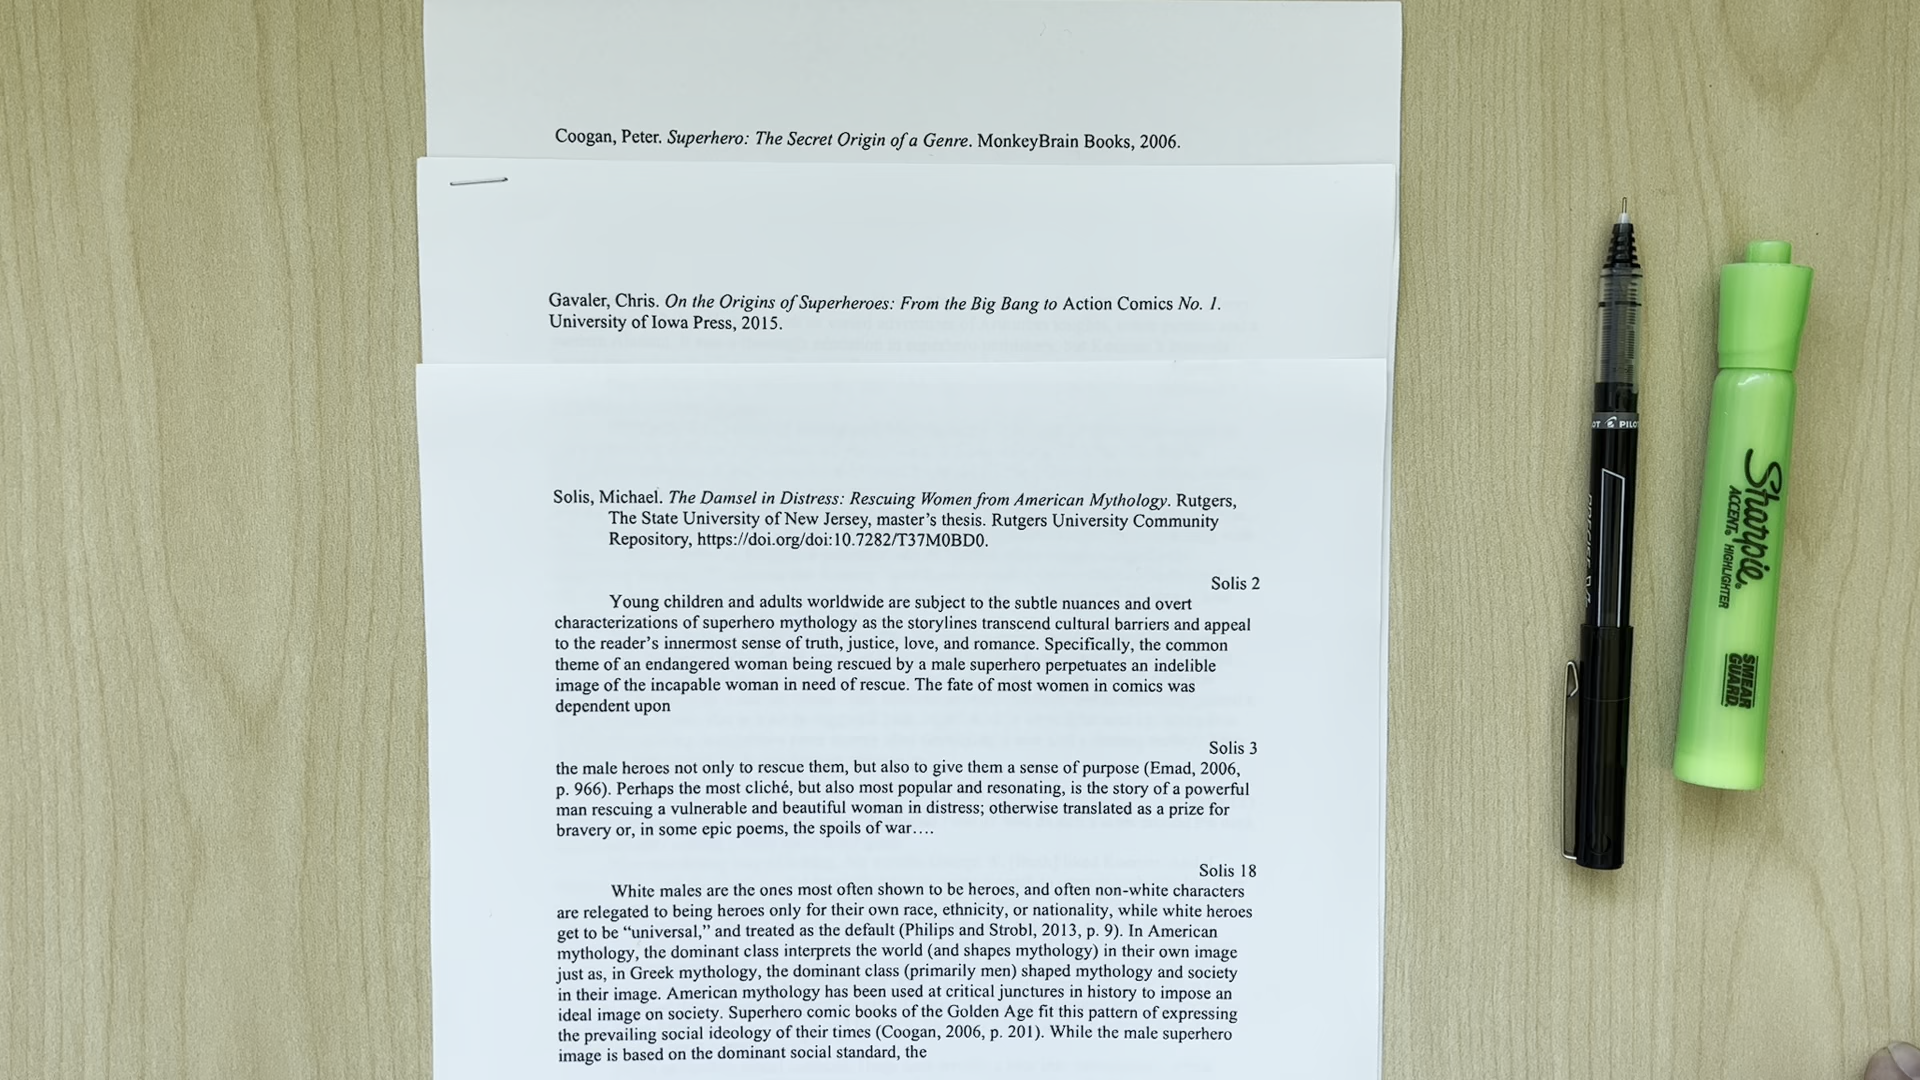 Coogan, Peter. Superhero: The Secret Origin of a Genre. MonkeyBrain Books, 2006.
Gavaler, Chris. On the Origins of Superheroes: From the Big Bang to Action Comics No. 1.
University of Iowa Press, 2015.
Solis, Michael. The Damsel in Distress: Rescuing Women from American Mythology. Rutgers,
The State University of New Jersey, master’s thesis. Rutgers University Community
Repository, https://doi.org/doi:10.7282/T37M0BD0.
Solis 2
Young children and adults worldwide are subject to the subtle nuances and overt
characterizations of superhero mythology as the storylines transcend cultural barriers and appeal
to the reader’s innermost sense of truth, justice, love, and romance. Specifically, the common
theme of an endangered woman being rescued by a male superhero perpetuates an indelible
image of the incapable woman in need of rescue. The fate of most women in comics was
dependent upon
Solis 3
the male heroes not only to rescue them, but also to give them a sense of purpose (Emad, 2006,
p. 966). Perhaps the most cliché, but also most popular and resonating, is the story of a powerful
man rescuing a vulnerable and beautiful woman in distress; otherwise translated as a prize for
bravery or, in some epic poems, the spoils of war….
Solis 18
White males are the ones most often shown to be heroes, and often non-white characters
are relegated to being heroes only for their own race, ethnicity, or nationality, while white heroes
get to be “universal,” and treated as the default (Philips and Strobl, 2013, p. 9). In American
mythology, the dominant class interprets the world (and shapes mythology) in their own image
just as, in Greek mythology, the dominant class (primarily men) shaped mythology and society
in their image. American mythology has been used at critical junctures in history to impose an
ideal image on society. Superhero comic books of the Golden Age fit this pattern of expressing
the prevailing social ideology of their times (Coogan, 2006, p. 201). While the male superhero
image is based on the dominant social standard, the
PILOT
Sharpie
ACCENT HIGHLIGHTER
SMEAR
GUARD